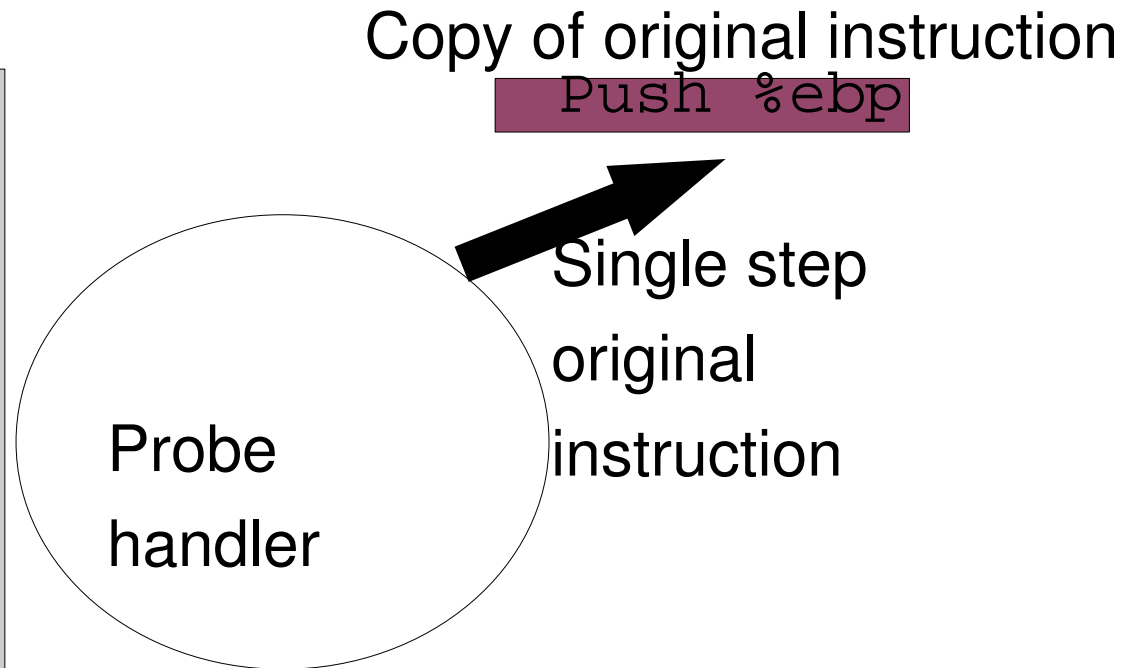 Copy of original instruction
Push %ebp
Single step
original
instruction
Probe
handler